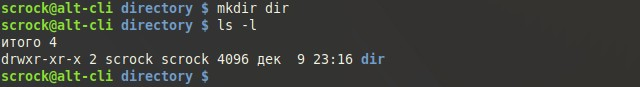 scrock@alt-cli directory $ mkdir dir
scrock@alt-cli directory $ ls -l
итого 4
drwxr-xr-x 2 scrock scrock 4096 дек  9 23:16 dir
scrock@alt-cli directory $